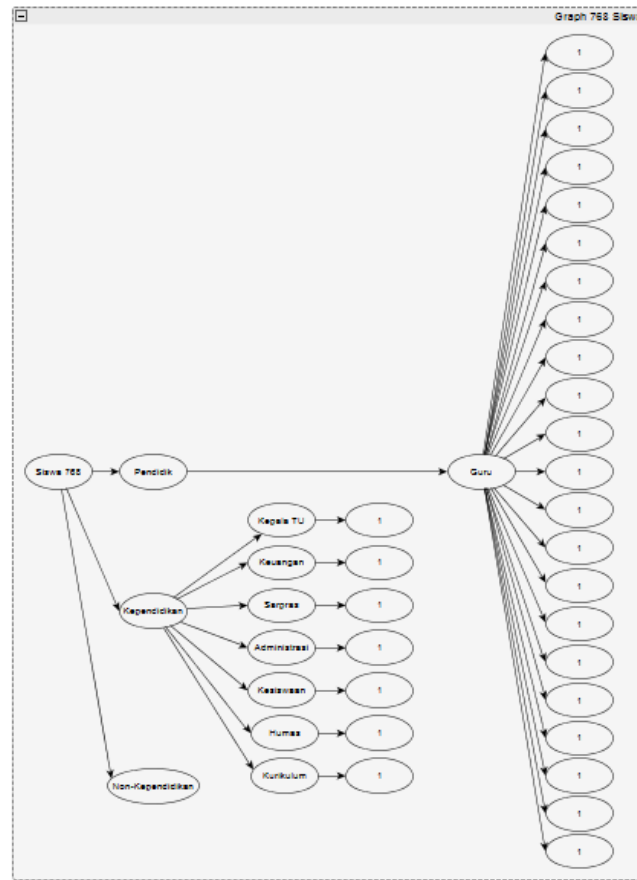 Graph 768 Sisw
1
1
1
1
1
1
1
1
1
1
1
Siswa 768
Pendidik
Guru
1
1
1
1
1
1
1
1
1
1
1
Kepala TU
1
Keuangan
1
Kependidikan
Sarpras
1
Administrasi
1
Kesiswaan
1
Humas
1
Kurikulum
1
Non-Kependidikan